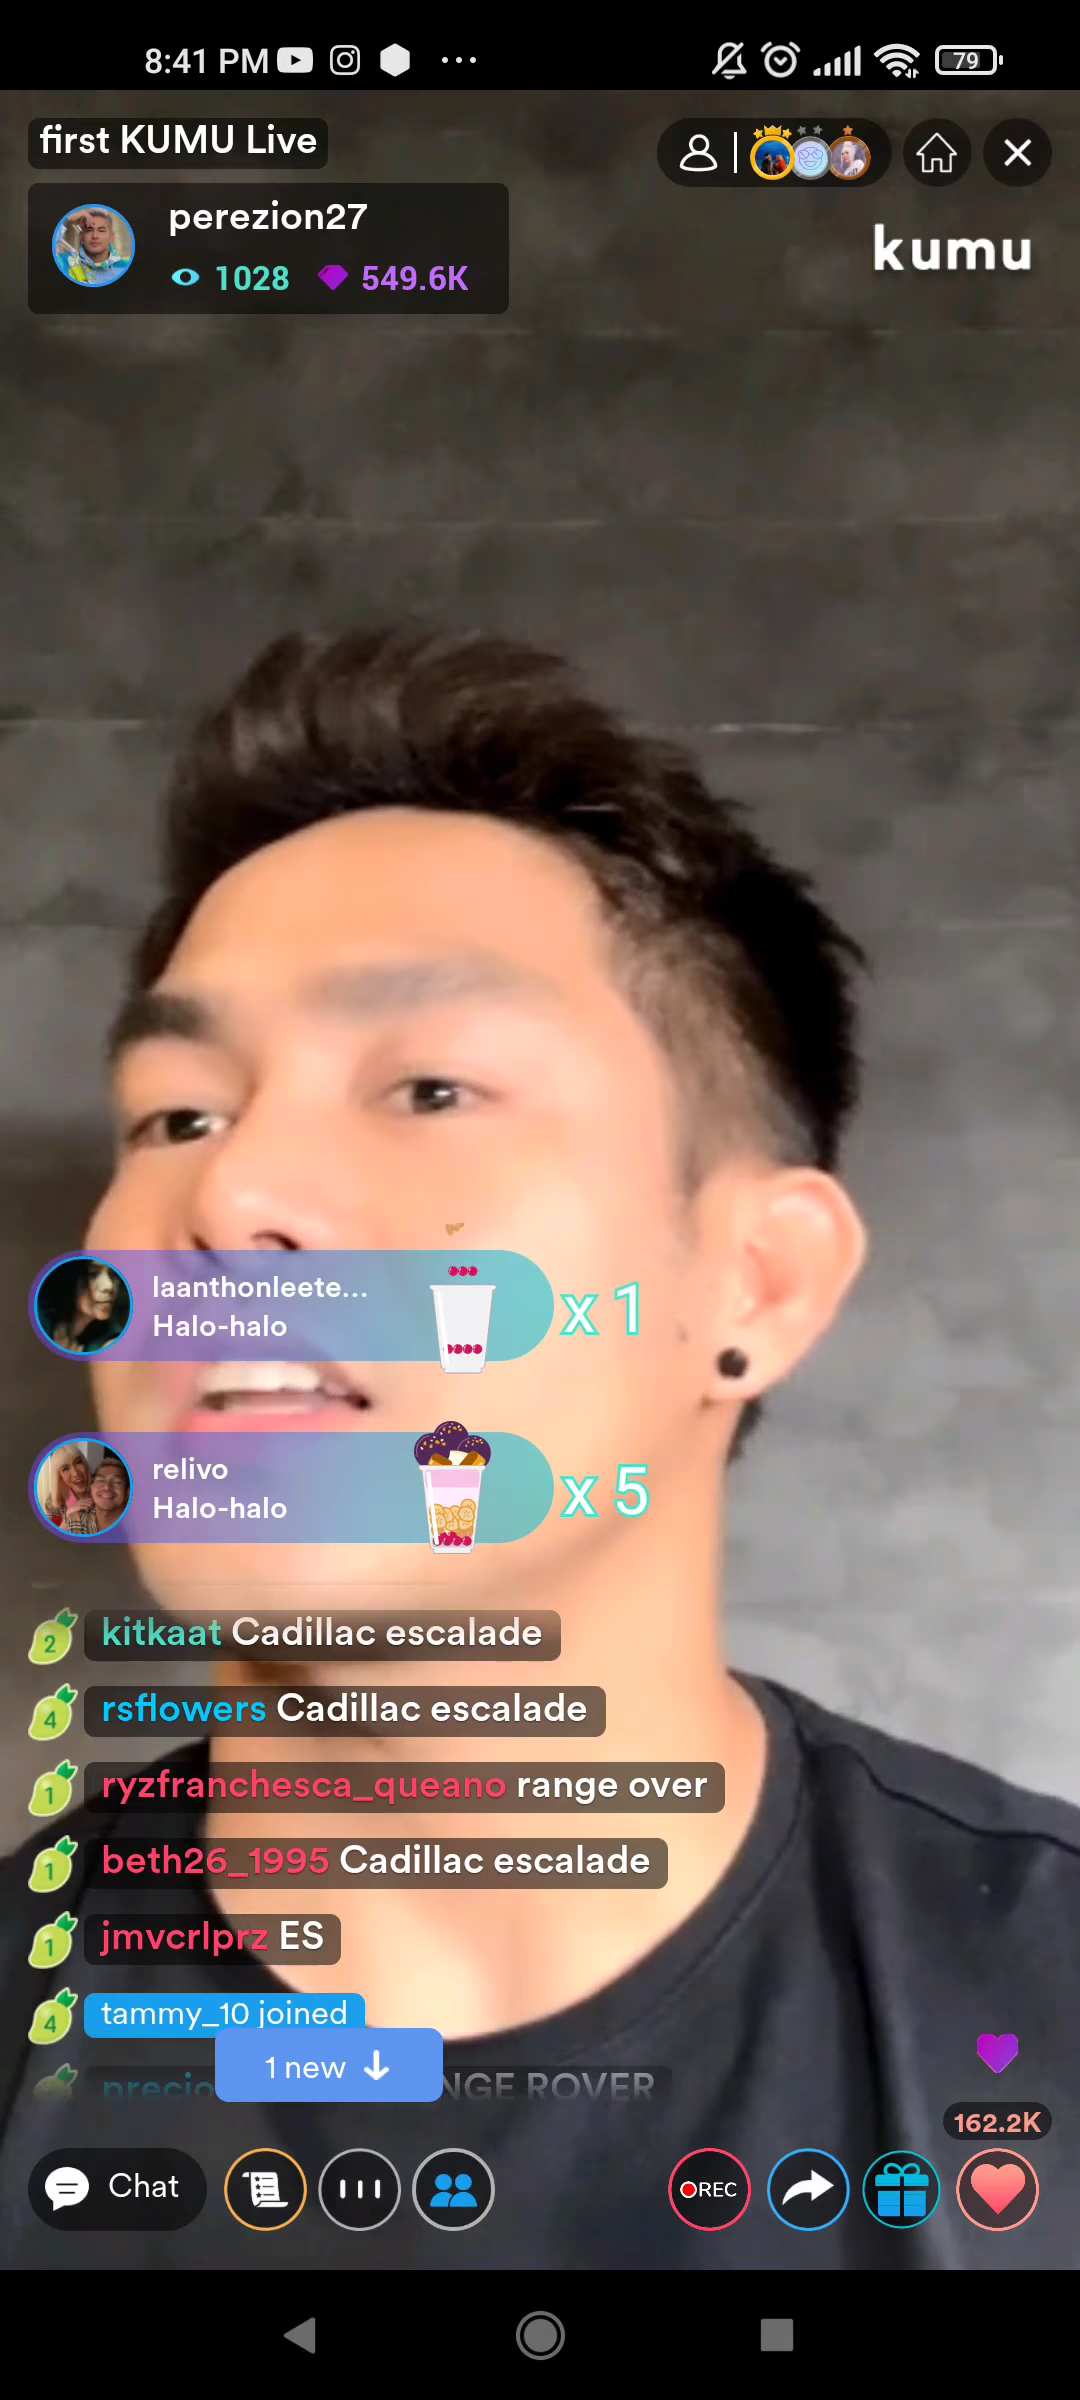 8:41 PM
79
first KUMU Live
perezion27
1028 549.6K
kumu
laanthonleete...
Halo-halo
x 1
relivo
Halo-halo
x 5
2 kitkaat Cadillac escalade
4 rsflowers Cadillac escalade
1 ryzfranchesca_queano range over
1 beth26_1995 Cadillac escalade
1 jmvcrlprz ES
4 tammy_10 joined
1 new
precio NGE ROVER
162.2K
Chat
REC